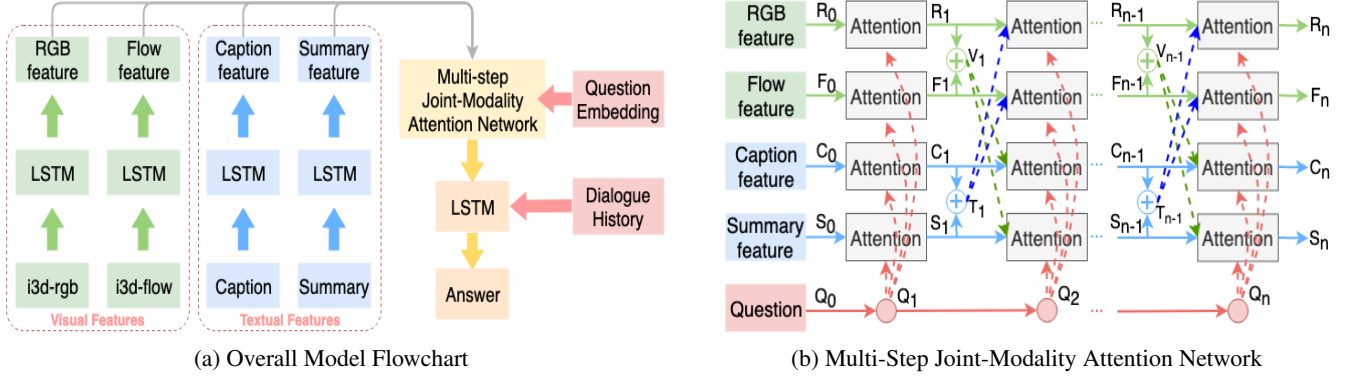 RGB
feature
Flow
feature
Caption
feature
Summary
feature
LSTM
LSTM
LSTM
LSTM
i3d-rgb
i3d-flow
Caption
Summary
Visual Features
Textual Features
Multi-step
Joint-Modality
Attention Network
Question
Embedding
LSTM
Dialogue
History
Answer
(a) Overall Model Flowchart
RGB
feature
R0
Attention
R1
Attention
...
Rn-1
Attention
Rn
V1
Vn-1
Flow
feature
F0
Attention
F1
Attention
...
Fn-1
Attention
Fn
Caption
feature
C0
Attention
C1
Attention
...
Cn-1
Attention
Cn
T1
Tn-1
Summary
feature
S0
Attention
S1
Attention
...
Sn-1
Attention
Sn
Question
Q0
Q1
Q2
...
Qn
(b) Multi-Step Joint-Modality Attention Network